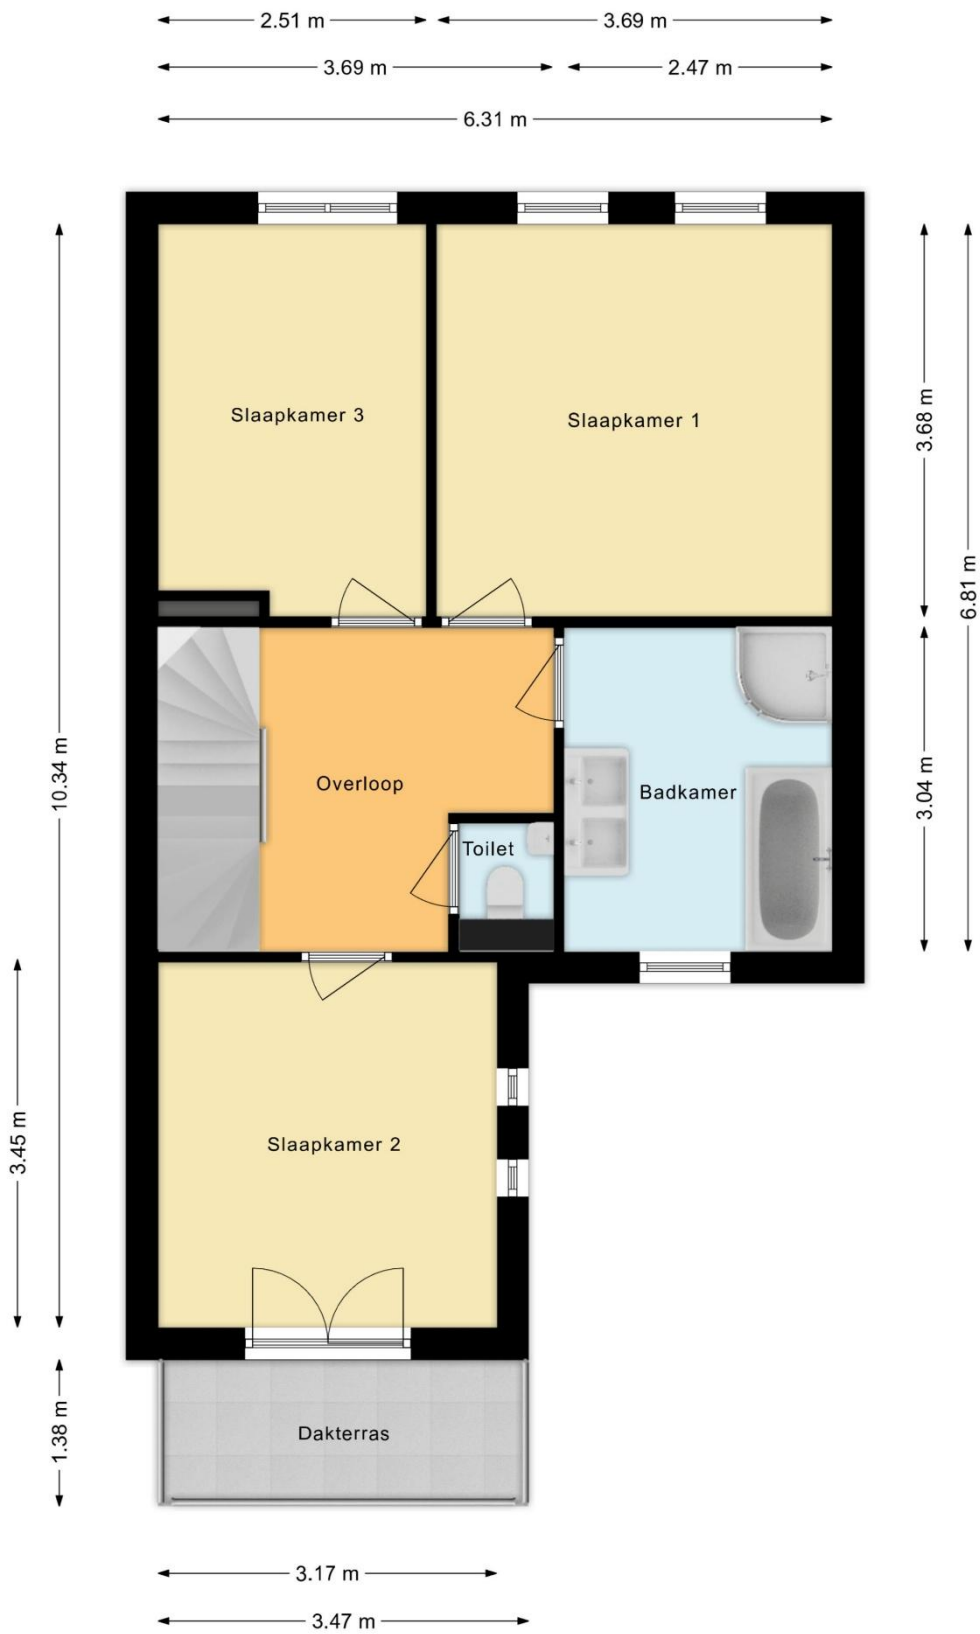 2.51 m
3.69 m
3.69 m
2.47 m
6.31 m
Slaapkamer 3
Slaapkamer 1
3.68 m
6.81 m
10.34 m
Overloop
Badkamer
3.04 m
Toilet
3.45 m
Slaapkamer 2
1.38 m
Dakterras
3.17 m
3.47 m